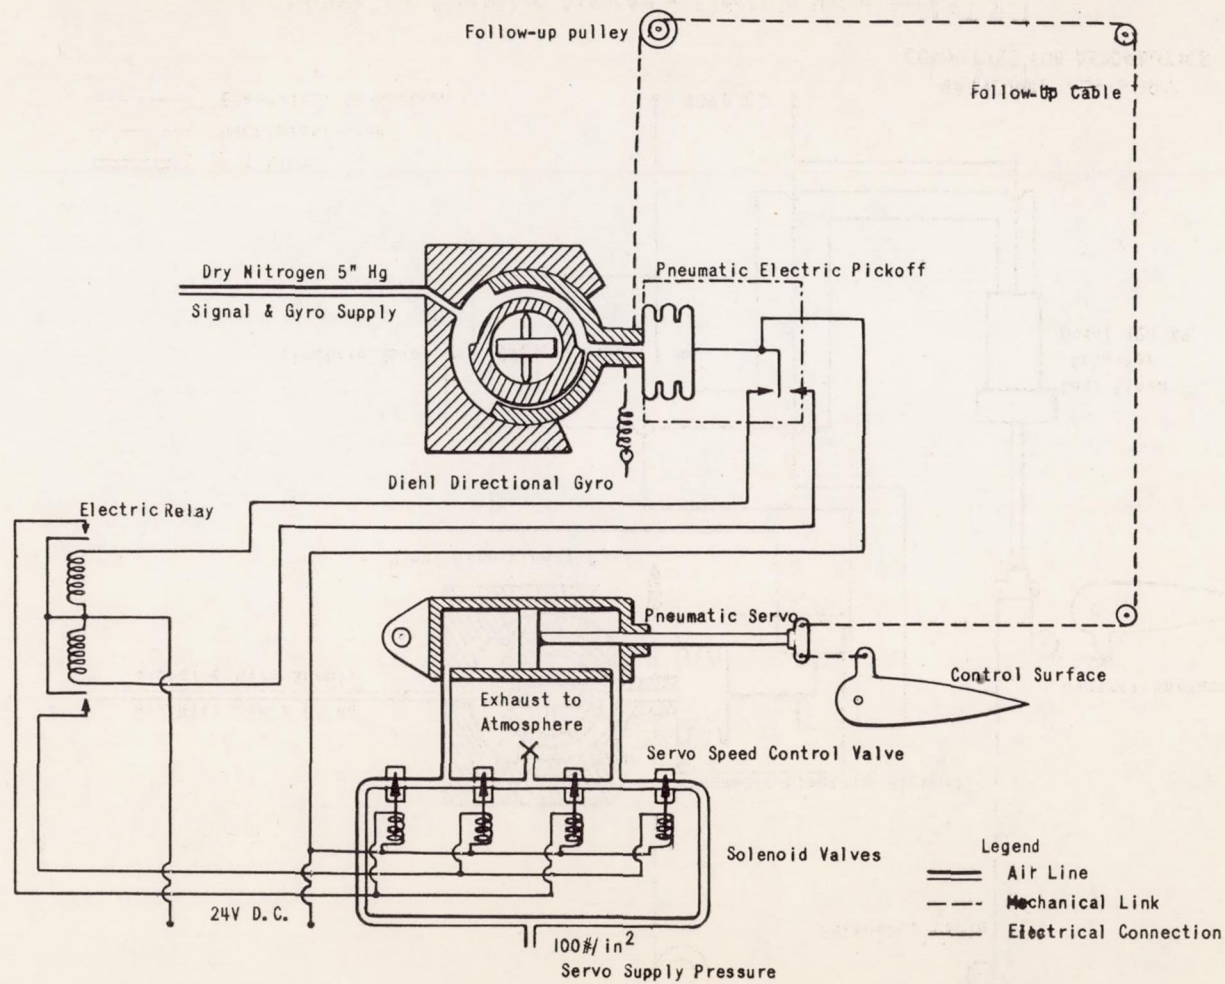 Follow-up pulley
Follow-Up Cable
Dry Nitrogen 5" Hg
Signal & Gyro Supply
Pneumatic Electric Pickoff
Diehl Directional Gyro
Electric Relay
Pneumatic Servo
Control Surface
Exhaust to
Atmosphere
Servo Speed Control Valve
Solenoid Valves
24V D.C.
100#/in²
Servo Supply Pressure
Legend
Air Line
Mechanical Link
Electrical Connection